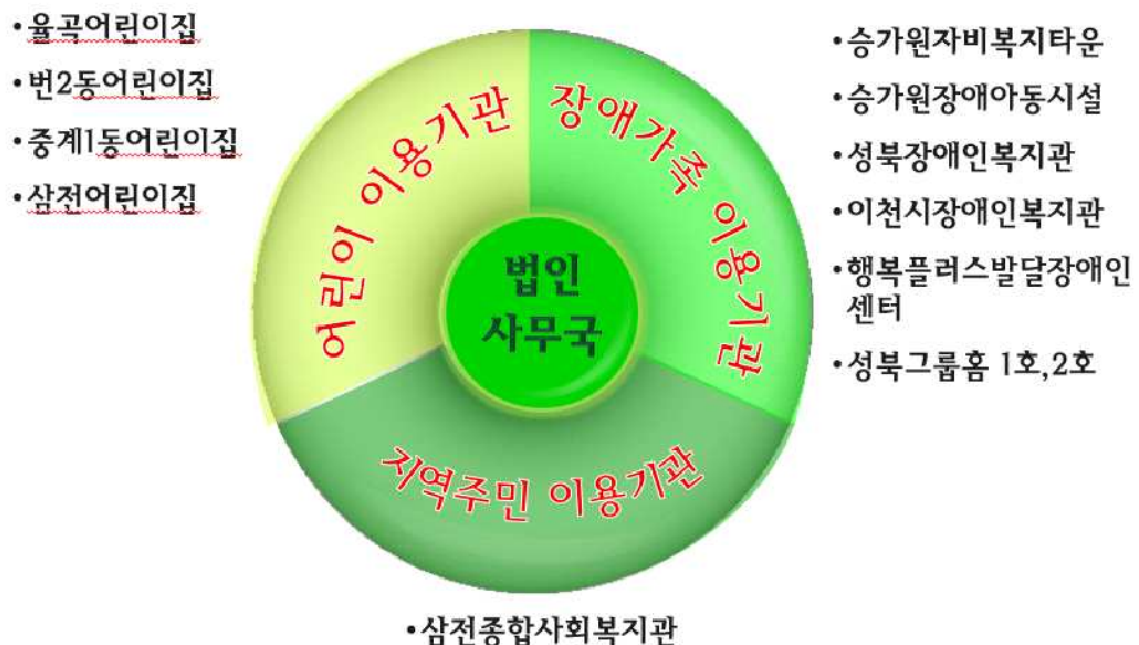 •율곡어린이집
•번2동어린이집
•중계1동어린이집
•삼전어린이집
어린이 이용기관
장애가족 이용기관
법인
사무국
지역주민 이용기관
•승가원자비복지타운
•승가원장애아동시설
•성북장애인복지관
•이천시장애인복지관
•행복플러스발달장애인
센터
•성북그룹홈 1호,2호
•삼전종합사회복지관